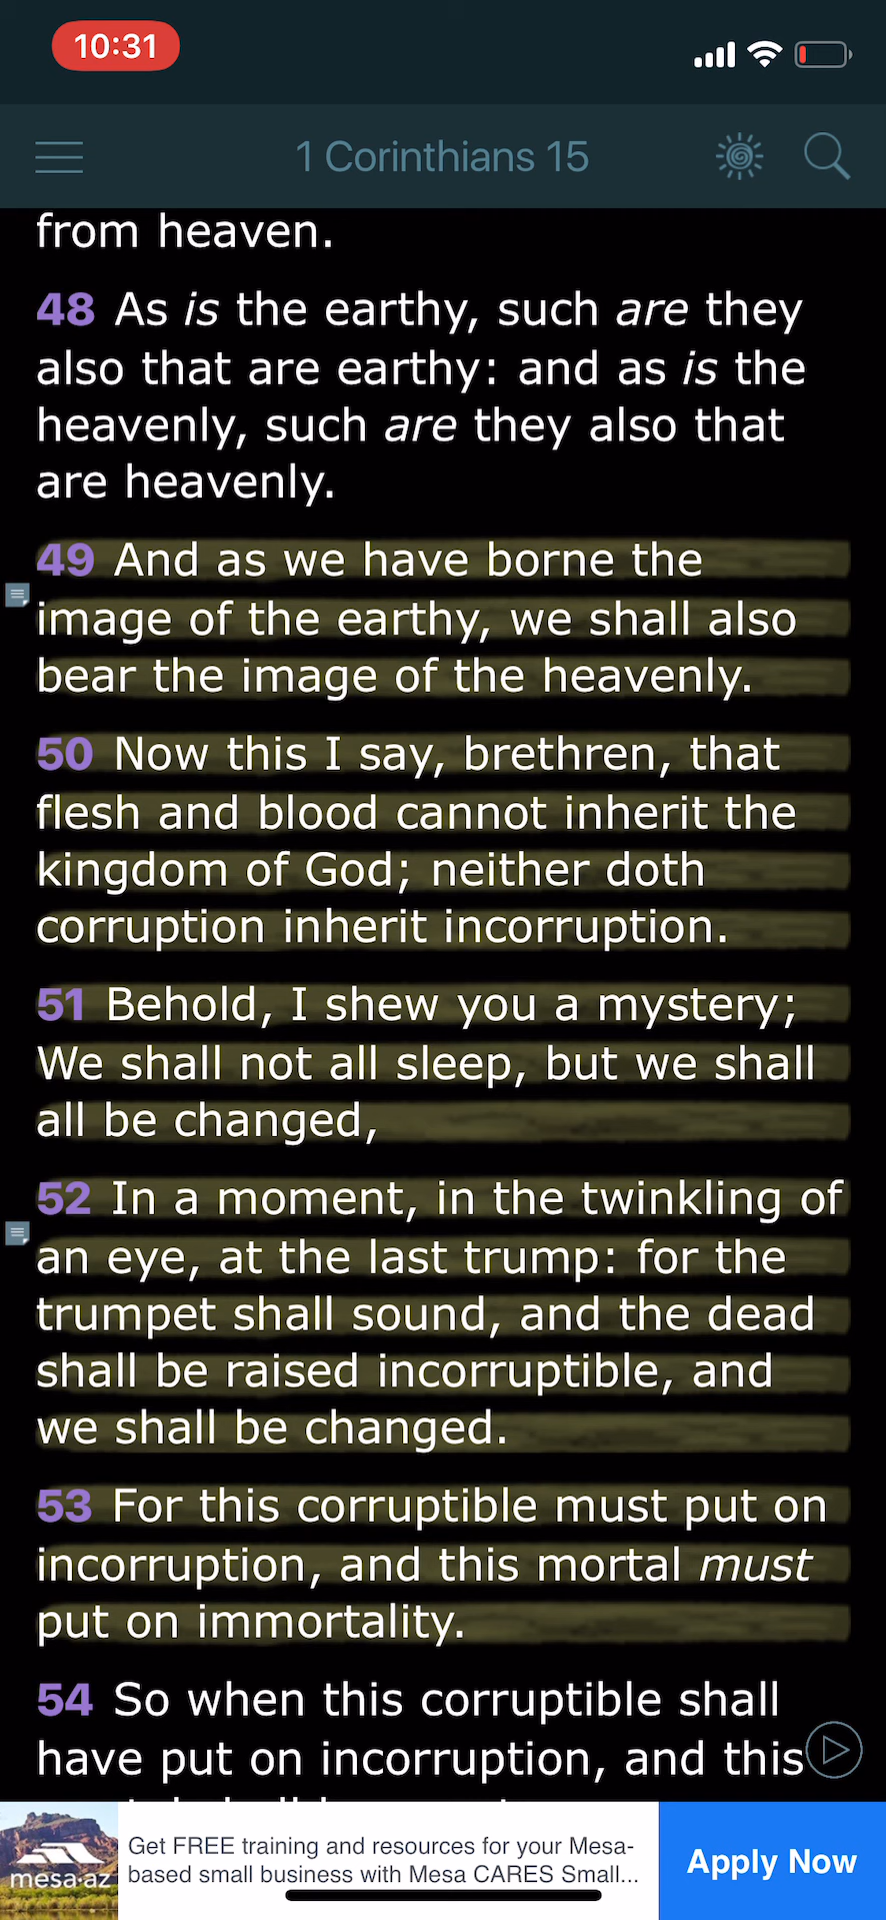 10:31
1 Corinthians 15
from heaven.
48 As is the earthy, such are they
also that are earthy: and as is the
heavenly, such are they also that
are heavenly.
49 And as we have borne the
image of the earthy, we shall also
bear the image of the heavenly.
50 Now this I say, brethren, that
flesh and blood cannot inherit the
kingdom of God; neither doth
corruption inherit incorruption.
51 Behold, I shew you a mystery;
We shall not all sleep, but we shall
all be changed,
52 In a moment, in the twinkling of
an eye, at the last trump: for the
trumpet shall sound, and the dead
shall be raised incorruptible, and
we shall be changed.
53 For this corruptible must put on
incorruption, and this mortal must
put on immortality.
54 So when this corruptible shall
have put on incorruption, and this
mesa·az
Get FREE training and resources for your Mesa-
based small business with Mesa CARES Small...
Apply Now